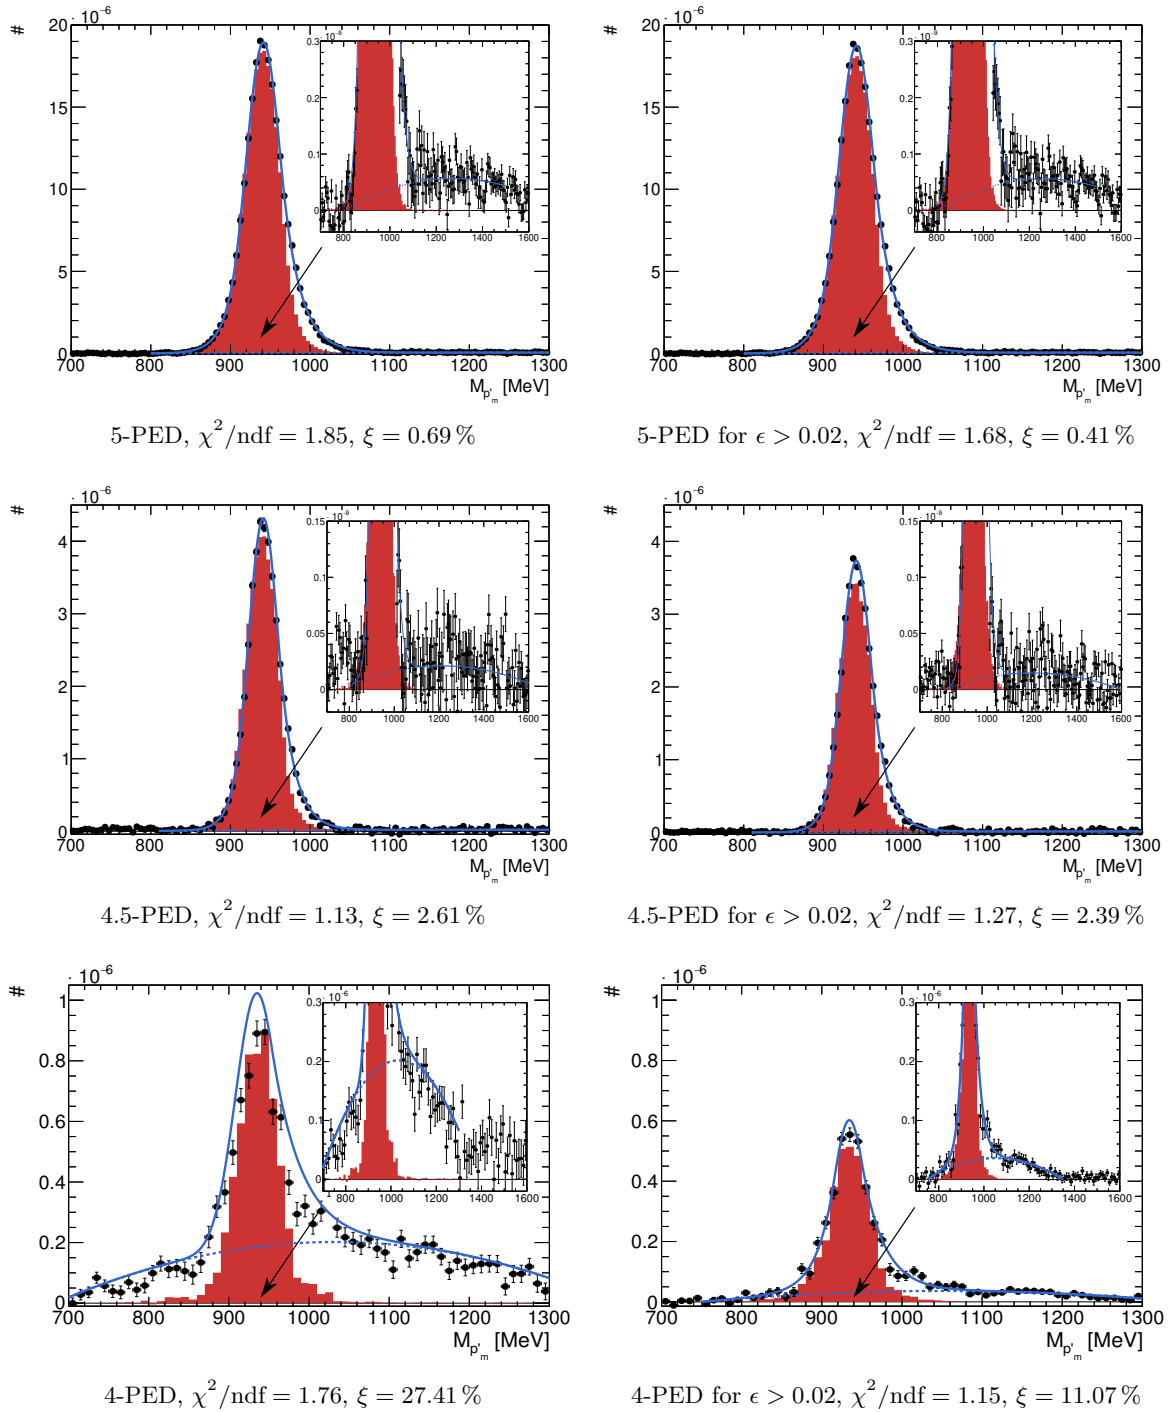 # · 10⁻⁶ # · 10⁻⁶
20 20
15 15
10 10
5 5
0 0
· 10⁻⁹ · 10⁻⁹
0.3 0.3
0.2 0.2
0.1 0.1
0 0
800 1000 1200 1400 1600 800 1000 1200 1400 1600
700 800 900 1000 1100 1200 1300 700 800 900 1000 1100 1200 1300
M_{p'_m} [MeV] M_{p'_m} [MeV]
5-PED, χ²/ndf = 1.85, ξ = 0.69 % 5-PED for ϵ > 0.02, χ²/ndf = 1.68, ξ = 0.41 %
# · 10⁻⁶ # · 10⁻⁶
4 4
3 3
2 2
1 1
0 0
· 10⁻⁹ · 10⁻⁹
0.15 0.15
0.1 0.1
0.05 0.05
0 0
800 1000 1200 1400 1600 800 1000 1200 1400 1600
700 800 900 1000 1100 1200 1300 700 800 900 1000 1100 1200 1300
M_{p'_m} [MeV] M_{p'_m} [MeV]
4.5-PED, χ²/ndf = 1.13, ξ = 2.61 % 4.5-PED for ϵ > 0.02, χ²/ndf = 1.27, ξ = 2.39 %
# · 10⁻⁶ # · 10⁻⁶
1 1
0.8 0.8
0.6 0.6
0.4 0.4
0.2 0.2
0 0
· 10⁻⁶ · 10⁻⁶
0.3 0.3
0.2 0.2
0.1 0.1
0 0
800 1000 1200 1400 1600 800 1000 1200 1400 1600
700 800 900 1000 1100 1200 1300 700 800 900 1000 1100 1200 1300
M_{p'_m} [MeV] M_{p'_m} [MeV]
4-PED, χ²/ndf = 1.76, ξ = 27.41 % 4-PED for ϵ > 0.02, χ²/ndf = 1.15, ξ = 11.07 %